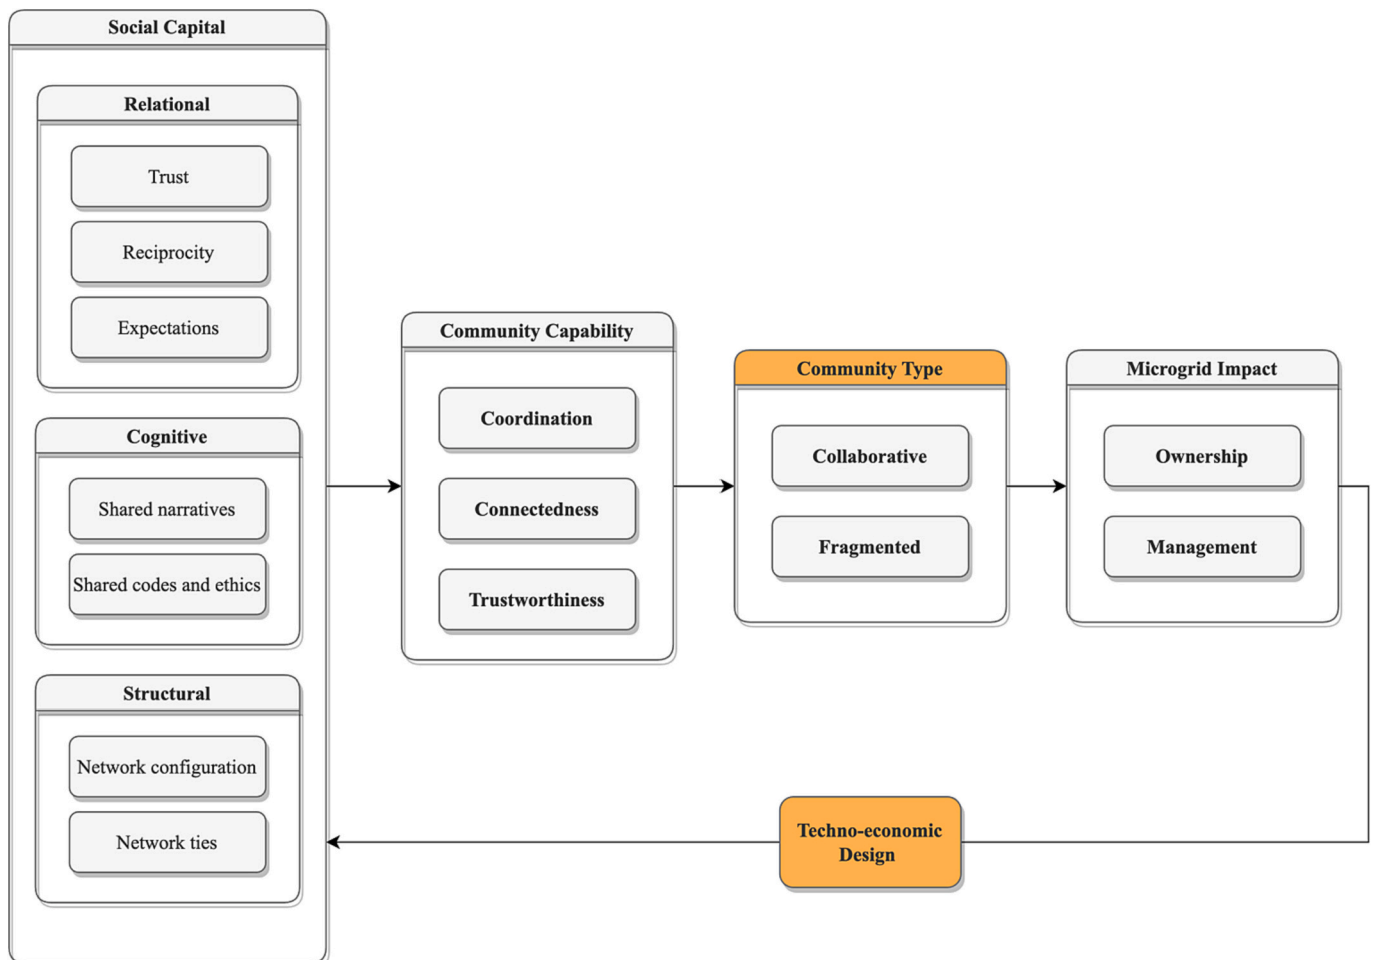 Social Capital
Relational
Trust
Reciprocity
Expectations
Cognitive
Shared narratives
Shared codes and ethics
Structural
Network configuration
Network ties
Community Capability
Coordination
Connectedness
Trustworthiness
Community Type
Collaborative
Fragmented
Microgrid Impact
Ownership
Management
Techno-economic
Design